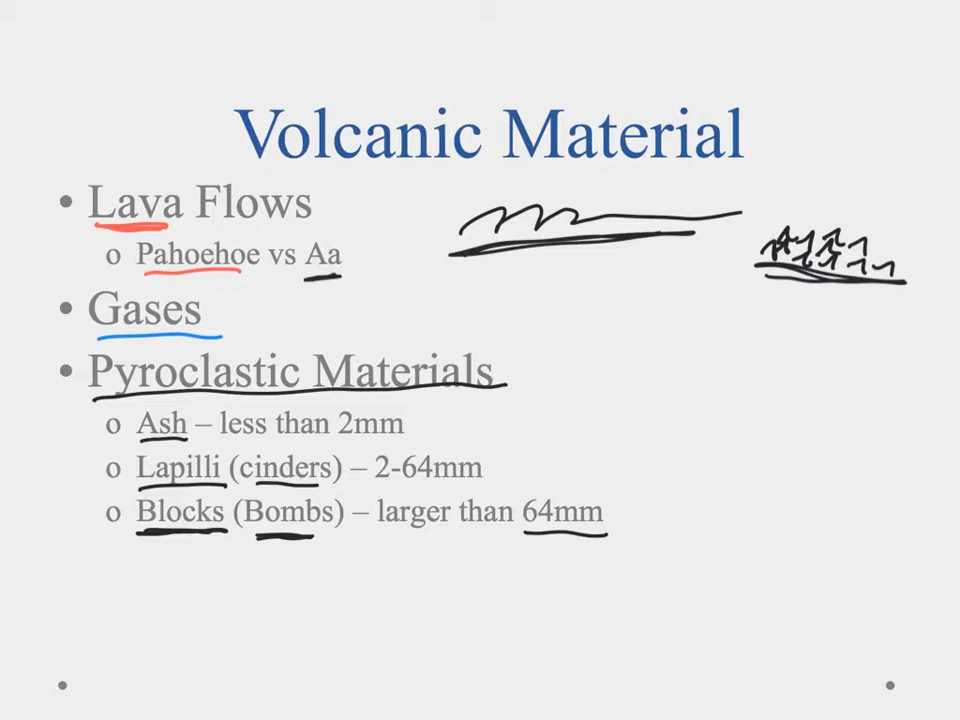 Volcanic Material
• Lava Flows
o Pahoehoe vs Aa
• Gases
• Pyroclastic Materials
o Ash – less than 2mm
o Lapilli (cinders) – 2-64mm
o Blocks (Bombs) – larger than 64mm